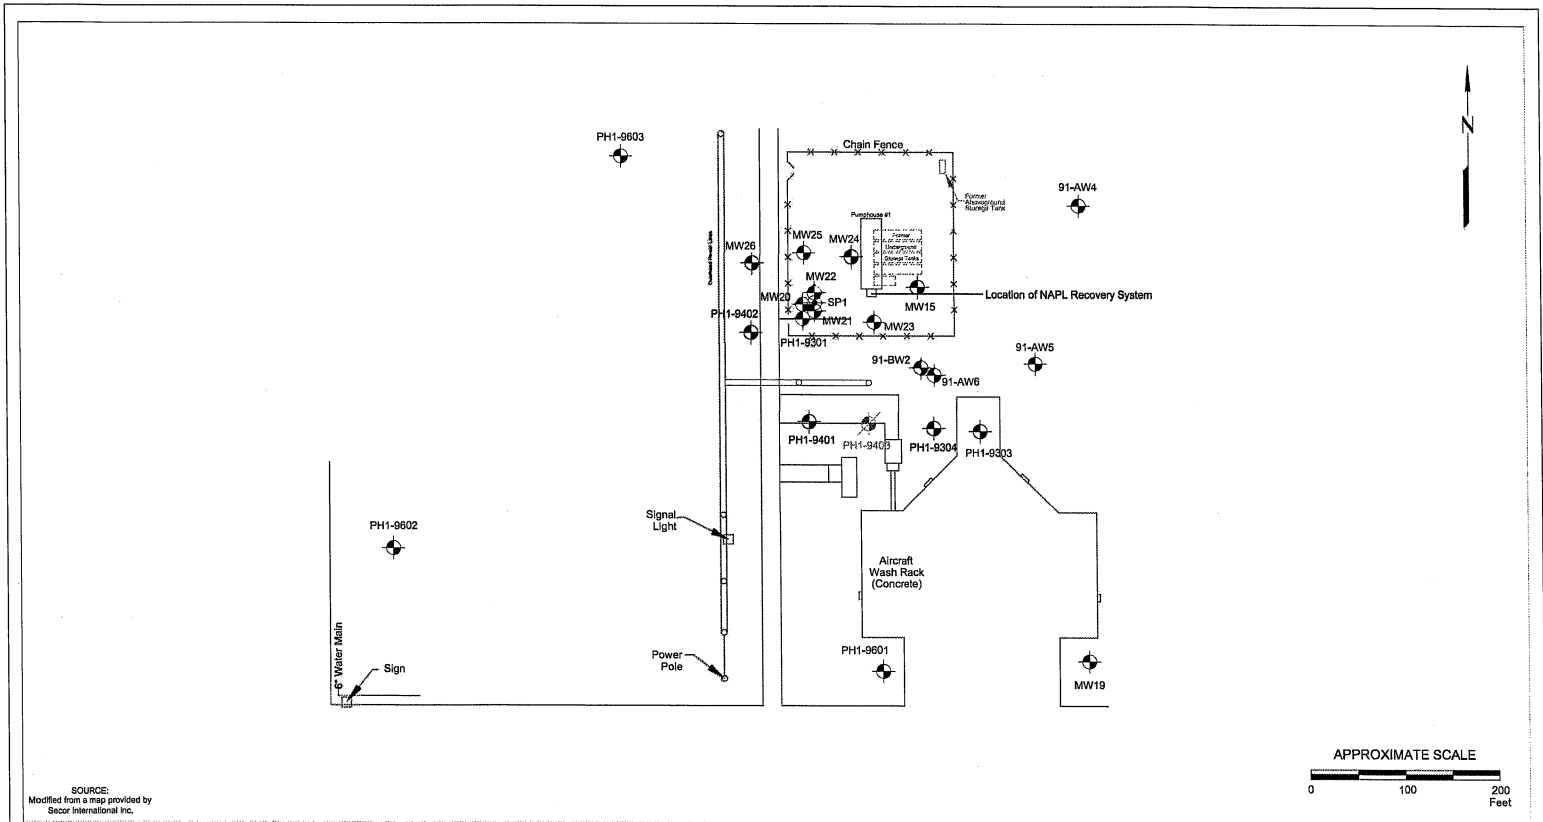 PH1-9603
Chain Fence
N
91-AW4
Former
Aboveground
Storage Tank
Pumphouse #1
Former
Underground
Storage Tanks
Overhead Power Lines
MW25
MW24
MW26
MW22
MW20
SP1
MW15
Location of NAPL Recovery System
PH1-9402
MW21
MW23
PH1-9301
91-BW2
91-AW5
91-AW6
PH1-9401
PH1-9403
PH1-9304
PH1-9303
Signal
Light
PH1-9602
Aircraft
Wash Rack
(Concrete)
6" Water Main
Sign
Power
Pole
PH1-9601
MW19
APPROXIMATE SCALE
0 100 200
Feet
SOURCE:
Modified from a map provided by
Secor International Inc.